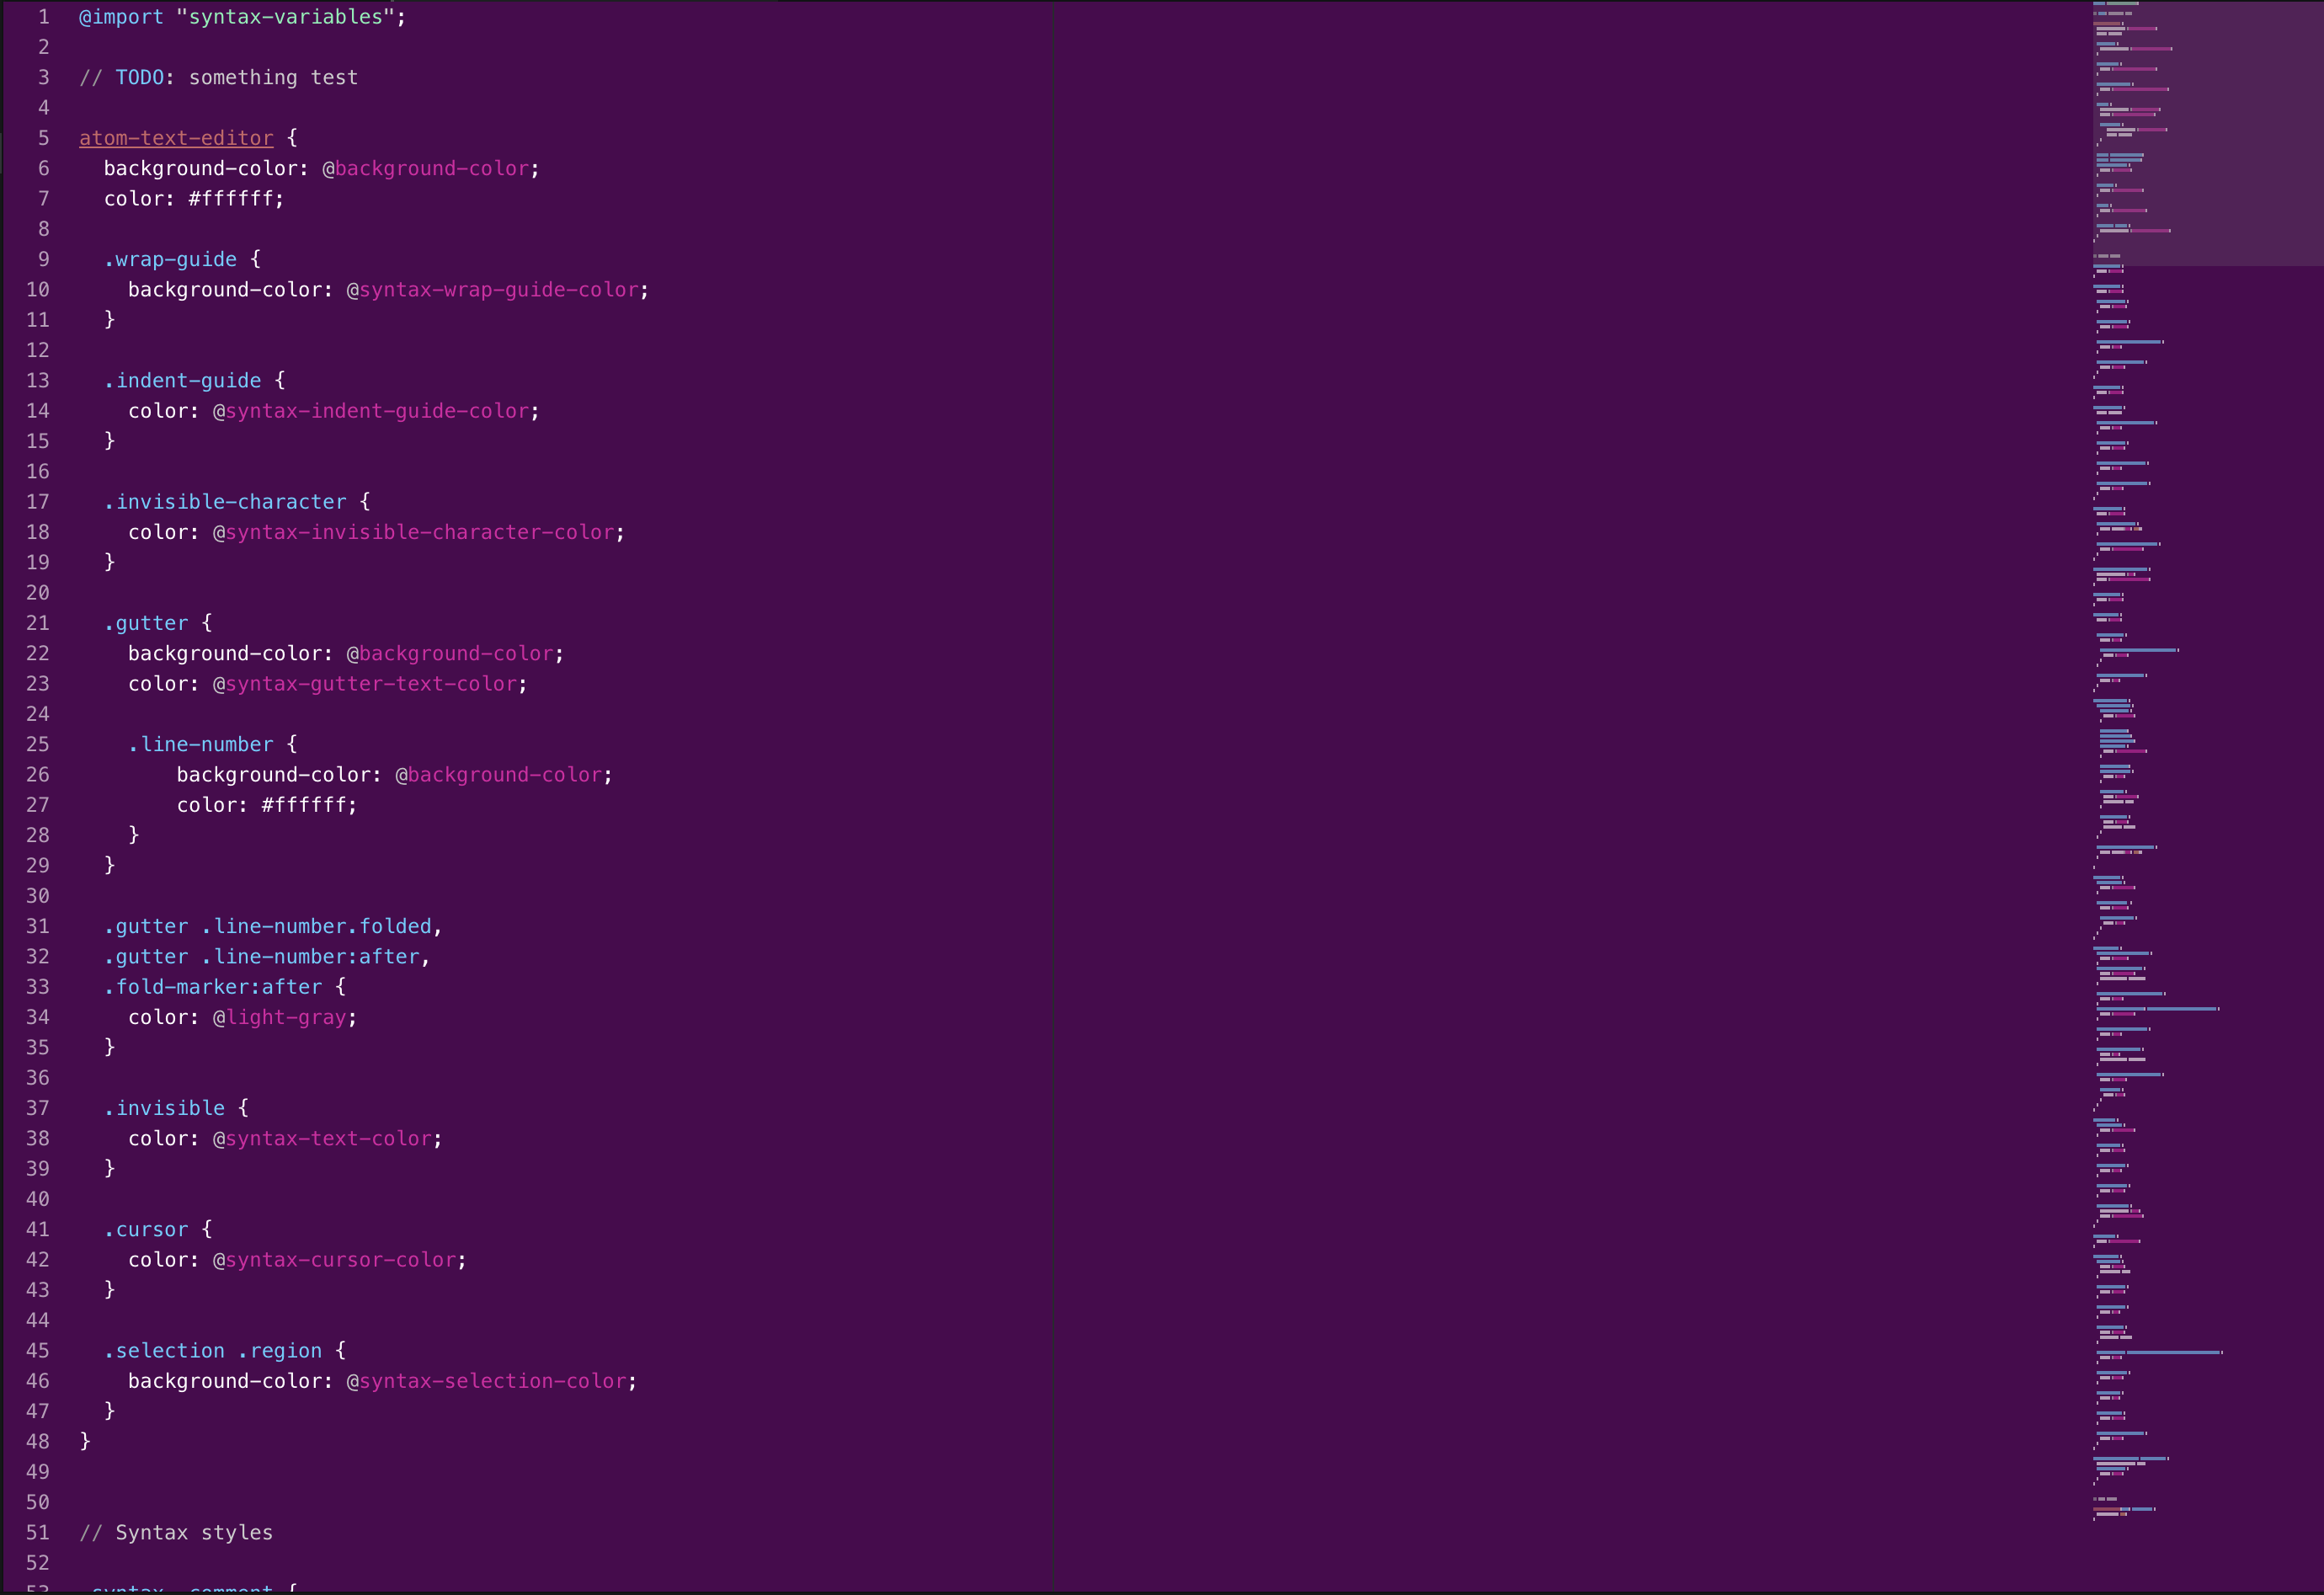 1 @import "syntax-variables";
2
3 // TODO: something test
4
5 atom-text-editor {
6 background-color: @background-color;
7 color: #ffffff;
8
9 .wrap-guide {
10 background-color: @syntax-wrap-guide-color;
11 }
12
13 .indent-guide {
14 color: @syntax-indent-guide-color;
15 }
16
17 .invisible-character {
18 color: @syntax-invisible-character-color;
19 }
20
21 .gutter {
22 background-color: @background-color;
23 color: @syntax-gutter-text-color;
24
25 .line-number {
26 background-color: @background-color;
27 color: #ffffff;
28 }
29 }
30
31 .gutter .line-number.folded,
32 .gutter .line-number:after,
33 .fold-marker:after {
34 color: @light-gray;
35 }
36
37 .invisible {
38 color: @syntax-text-color;
39 }
40
41 .cursor {
42 color: @syntax-cursor-color;
43 }
44
45 .selection .region {
46 background-color: @syntax-selection-color;
47 }
48 }
49
50
51 // Syntax styles
52
53 .syntax--comment {